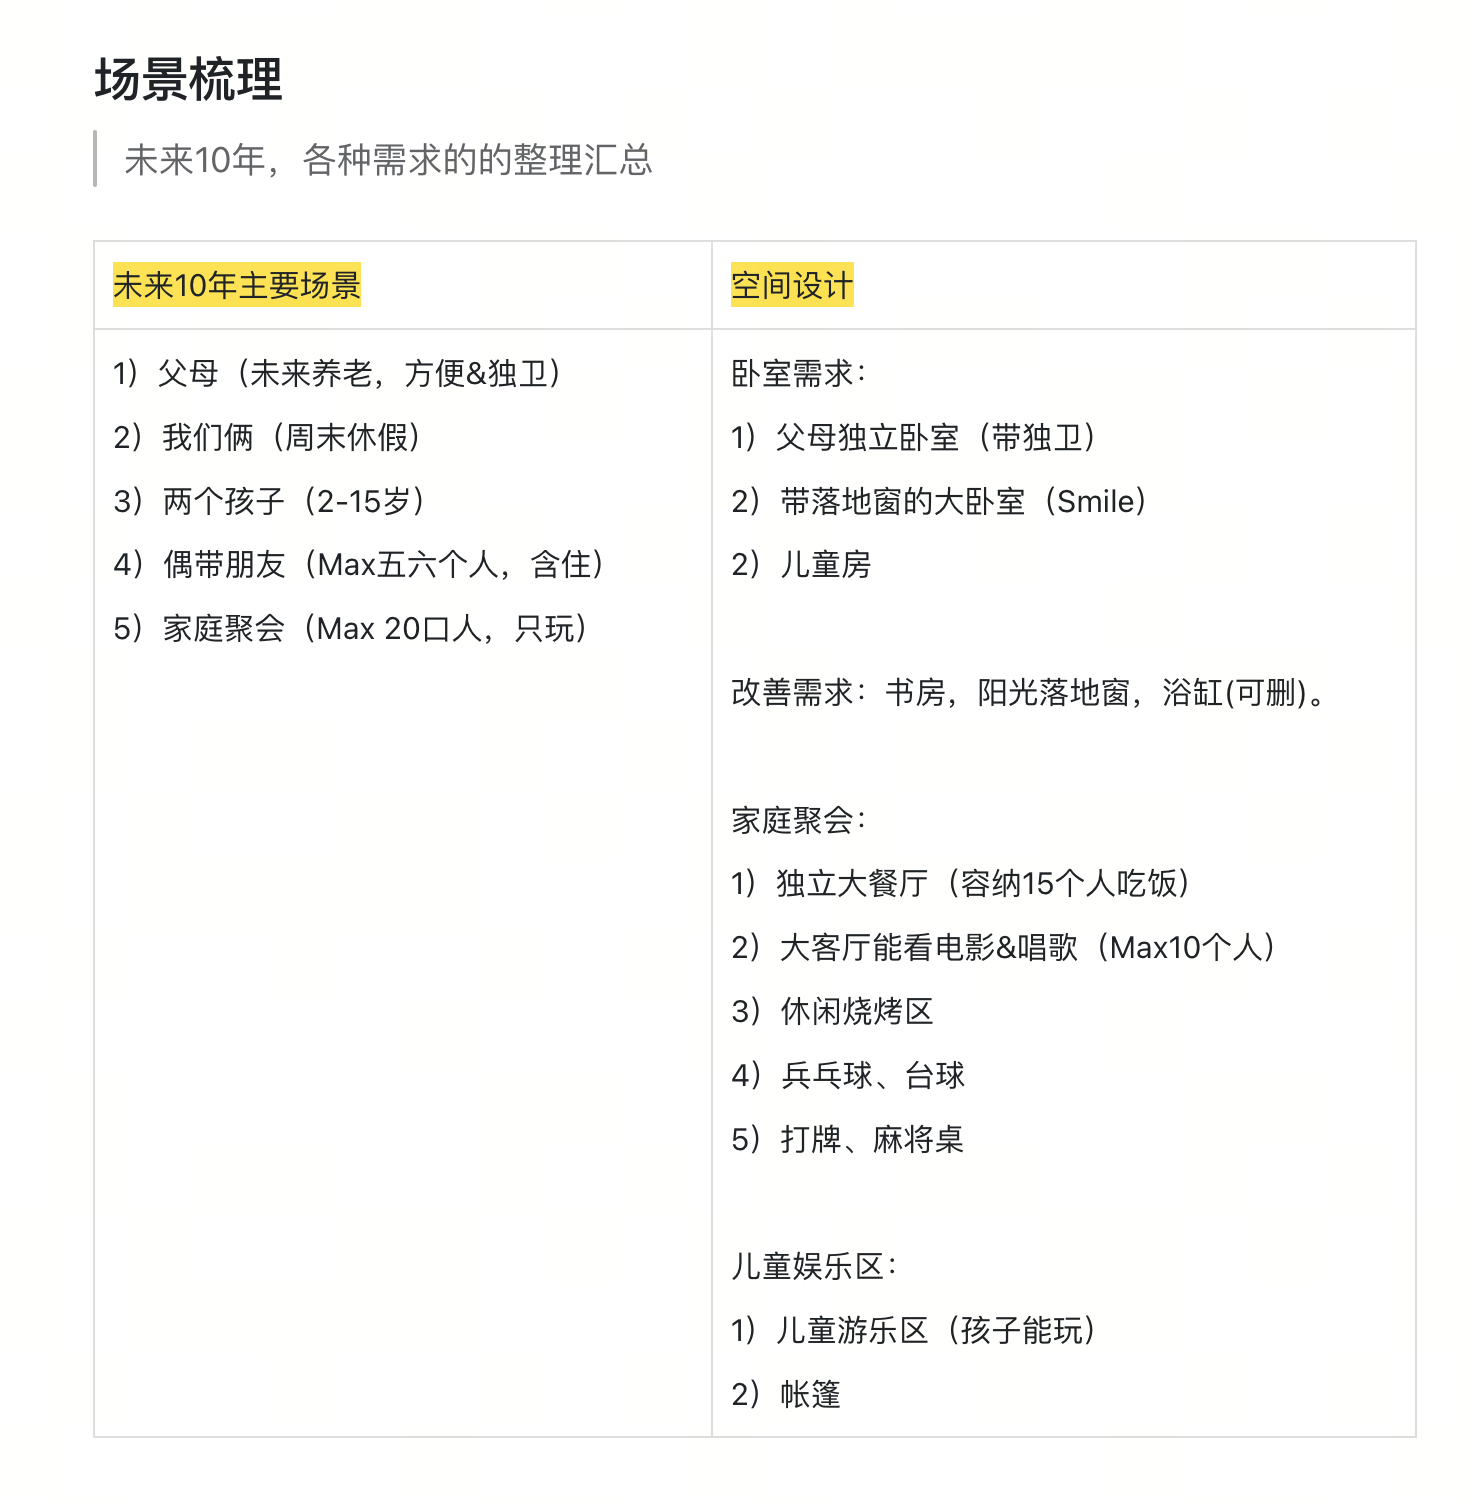 场景梳理
未来10年，各种需求的的整理汇总
未来10年主要场景
空间设计
1）父母（未来养老，方便&独卫）
2）我们俩（周末休假）
3）两个孩子（2-15岁）
4）偶带朋友（Max五六个人，含住）
5）家庭聚会（Max 20口人，只玩）
卧室需求：
1）父母独立卧室（带独卫）
2）带落地窗的大卧室（Smile）
2）儿童房
改善需求：书房，阳光落地窗，浴缸(可删)。
家庭聚会：
1）独立大餐厅（容纳15个人吃饭）
2）大客厅能看电影&唱歌（Max10个人）
3）休闲烧烤区
4）兵乓球、台球
5）打牌、麻将桌
儿童娱乐区：
1）儿童游乐区（孩子能玩）
2）帐篷